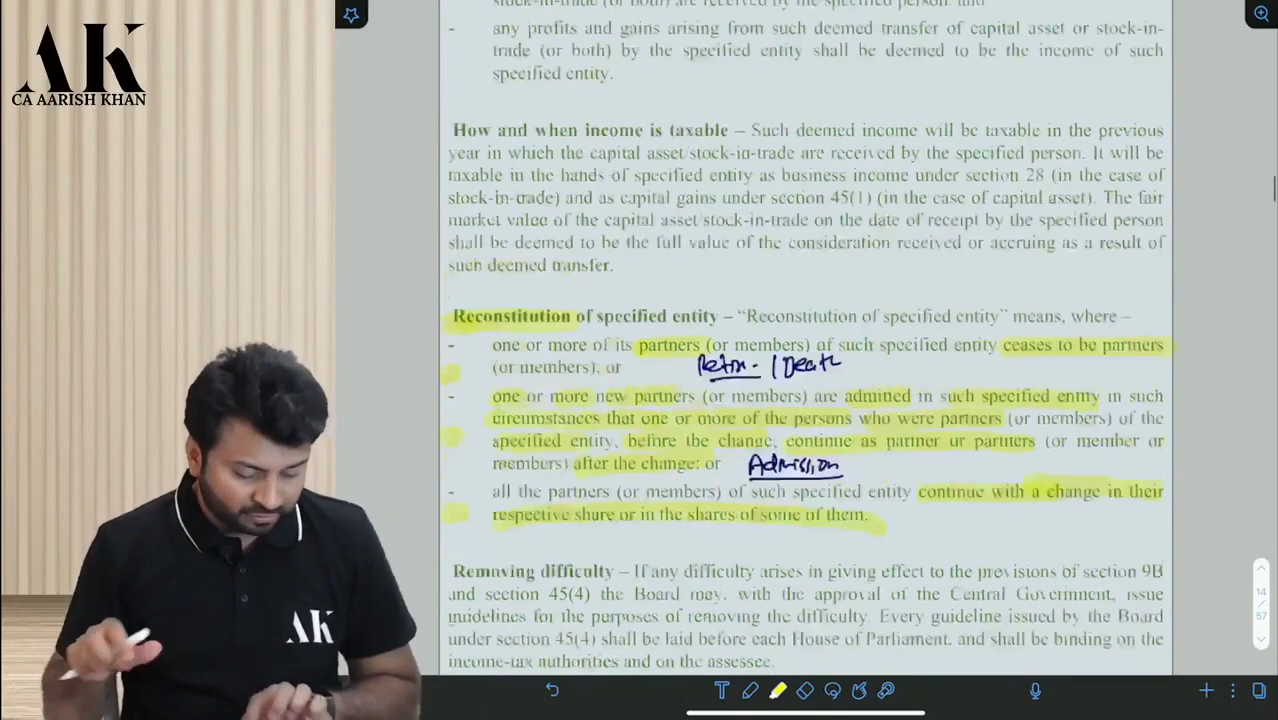 AK
CA AARISH KHAN
stock-in-trade (or both) are received by the specified person: and
- any profits and gains arising from such deemed transfer of capital asset or stock-in-
trade (or both) by the specified entity shall be deemed to be the income of such
specified entity.
How and when income is taxable – Such deemed income will be taxable in the previous
year in which the capital asset/stock-in-trade are received by the specified person. It will be
taxable in the hands of specified entity as business income under section 28 (in the case of
stock-in-trade) and as capital gains under section 45(1) (in the case of capital asset). The fair
market value of the capital asset/stock-in-trade on the date of receipt by the specified person
shall be deemed to be the full value of the consideration received or accruing as a result of
such deemed transfer.
Reconstitution of specified entity – “Reconstitution of specified entity” means, where –
- one or more of its partners (or members) of such specified entity ceases to be partners
(or members): or
/ Death
- one or more new partners (or members) are admitted in such specified entity in such
circumstances that one or more of the persons who were partners (or members) of the
specified entity, before the change, continue as partner or partners (or member or
members) after the change: or
Admission
- all the partners (or members) of such specified entity continue with a change in their
respective share or in the shares of some of them.
Removing difficulty – If any difficulty arises in giving effect to the provisions of section 9B
and section 45(4) the Board may, with the approval of the Central Government, issue
guidelines for the purposes of removing the difficulty. Every guideline issued by the Board
under section 45(4) shall be laid before each House of Parliament, and shall be binding on the
income-tax authorities and on the assessee.
14
57
AK
T